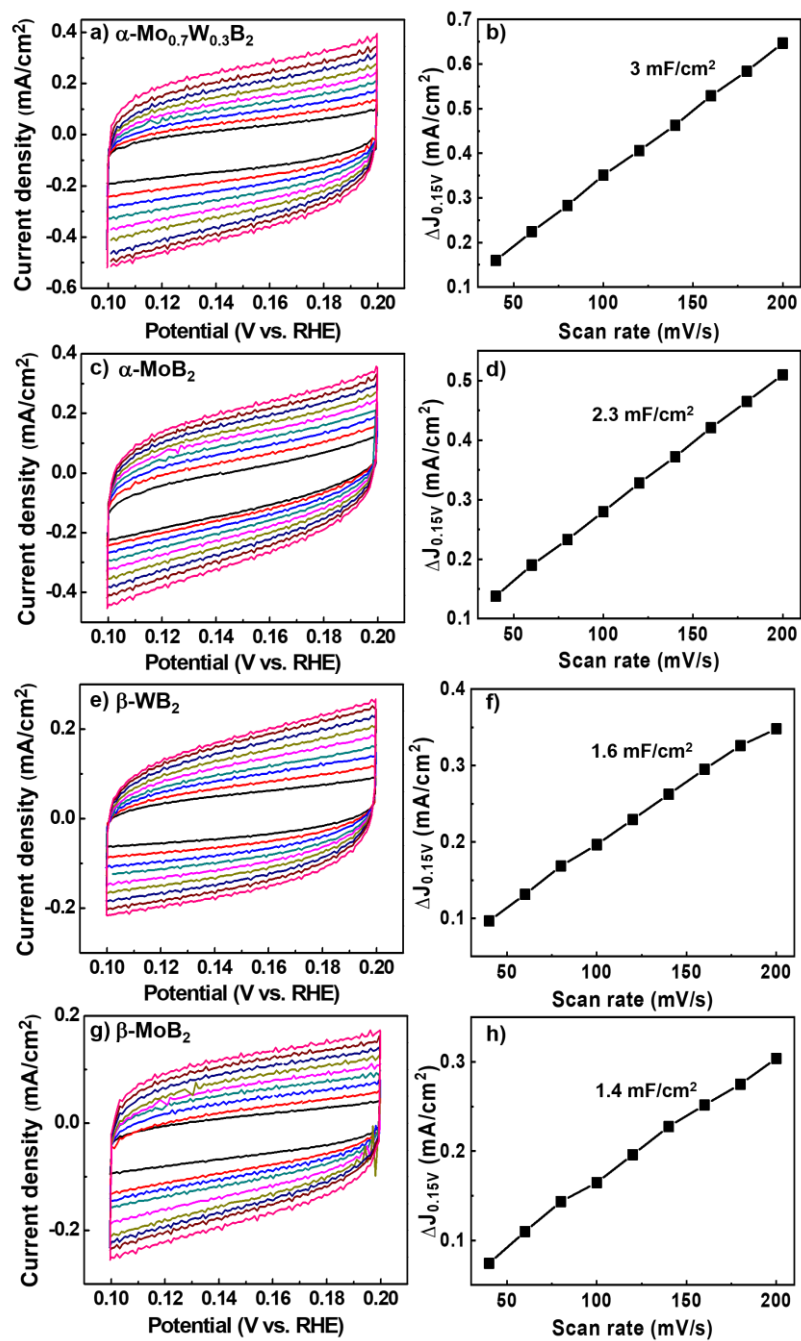 a) α-Mo₀.₇W₀.₃B₂
Current density (mA/cm²)
0.4
0.2
0.0
-0.2
-0.4
-0.6
0.10 0.12 0.14 0.16 0.18 0.20
Potential (V vs. RHE)
b)
3 mF/cm²
ΔJ₀.₁₅V (mA/cm²)
0.7
0.6
0.5
0.4
0.3
0.2
0.1
50 100 150 200
Scan rate (mV/s)
c) α-MoB₂
Current density (mA/cm²)
0.4
0.2
0.0
-0.2
-0.4
0.10 0.12 0.14 0.16 0.18 0.20
Potential (V vs. RHE)
d)
2.3 mF/cm²
ΔJ₀.₁₅V (mA/cm²)
0.5
0.4
0.3
0.2
0.1
50 100 150 200
Scan rate (mV/s)
e) β-WB₂
Current density (mA/cm²)
0.2
0.0
-0.2
0.10 0.12 0.14 0.16 0.18 0.20
Potential (V vs. RHE)
f)
1.6 mF/cm²
ΔJ₀.₁₅V (mA/cm²)
0.4
0.3
0.2
0.1
50 100 150 200
Scan rate (mV/s)
g) β-MoB₂
Current density (mA/cm²)
0.2
0.0
-0.2
0.10 0.12 0.14 0.16 0.18 0.20
Potential (V vs. RHE)
h)
1.4 mF/cm²
ΔJ₀.₁₅V (mA/cm²)
0.3
0.2
0.1
50 100 150 200
Scan rate (mV/s)